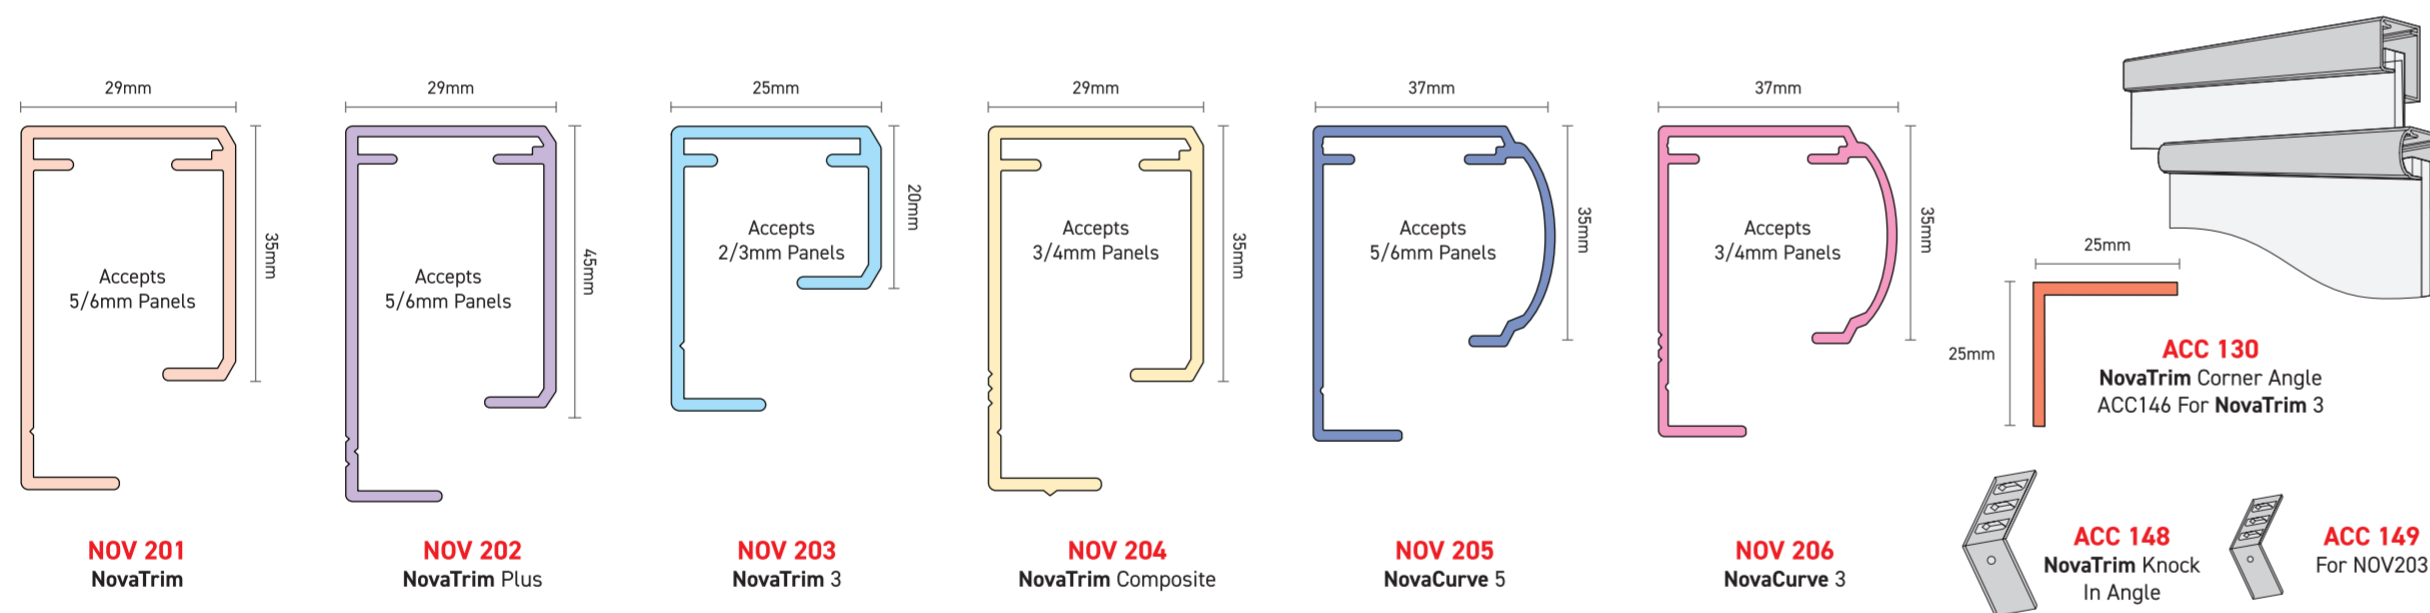 29mm
35mm
Accepts
5/6mm Panels
NOV 201
NovaTrim
29mm
45mm
Accepts
5/6mm Panels
NOV 202
NovaTrim Plus
25mm
20mm
Accepts
2/3mm Panels
NOV 203
NovaTrim 3
29mm
35mm
Accepts
3/4mm Panels
NOV 204
NovaTrim Composite
37mm
35mm
Accepts
5/6mm Panels
NOV 205
NovaCurve 5
37mm
35mm
Accepts
3/4mm Panels
NOV 206
NovaCurve 3
25mm
25mm
ACC 130
NovaTrim Corner Angle
ACC146 For NovaTrim 3
ACC 148
NovaTrim Knock
In Angle
ACC 149
For NOV203